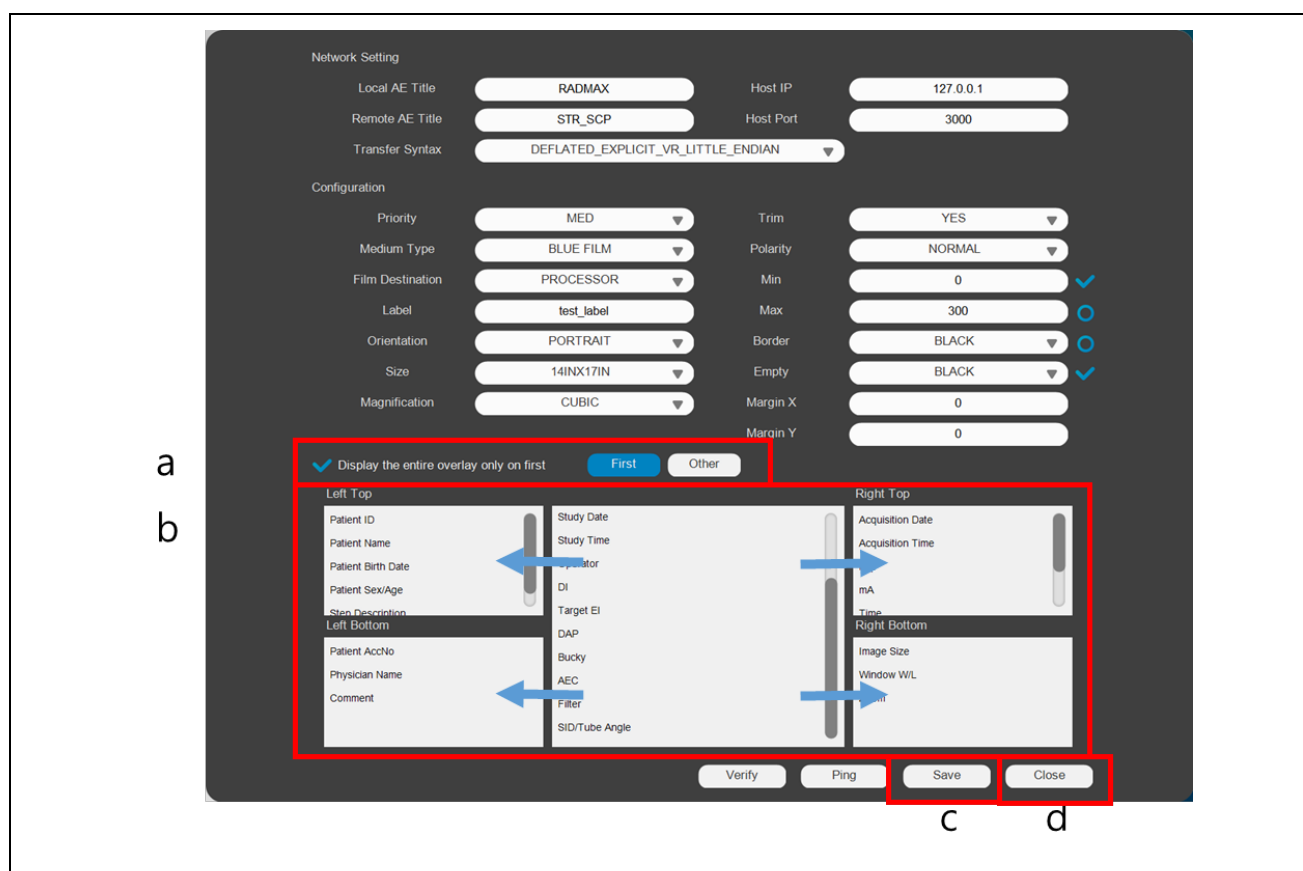 Network Setting
Local AE Title RADMAX Host IP 127.0.0.1
Remote AE Title STR_SCP Host Port 3000
Transfer Syntax DEFLATED_EXPLICIT_VR_LITTLE_ENDIAN
Configuration
Priority MED Trim YES
Medium Type BLUE FILM Polarity NORMAL
Film Destination PROCESSOR Min 0
Label test_label Max 300
Orientation PORTRAIT Border BLACK
Size 14INX17IN Empty BLACK
Magnification CUBIC Margin X 0
Margin Y 0
a
Display the entire overlay only on first First Other
b
Left Top
Patient ID
Patient Name
Patient Birth Date
Patient Sex/Age
Step Description
Left Bottom
Patient AccNo
Physician Name
Comment
Study Date
Study Time
Operator
DI
Target EI
DAP
Bucky
AEC
Filter
SID/Tube Angle
Right Top
Acquisition Date
Acquisition Time
mA
Time
Right Bottom
Image Size
Window W/L
Verify Ping Save Close
c d